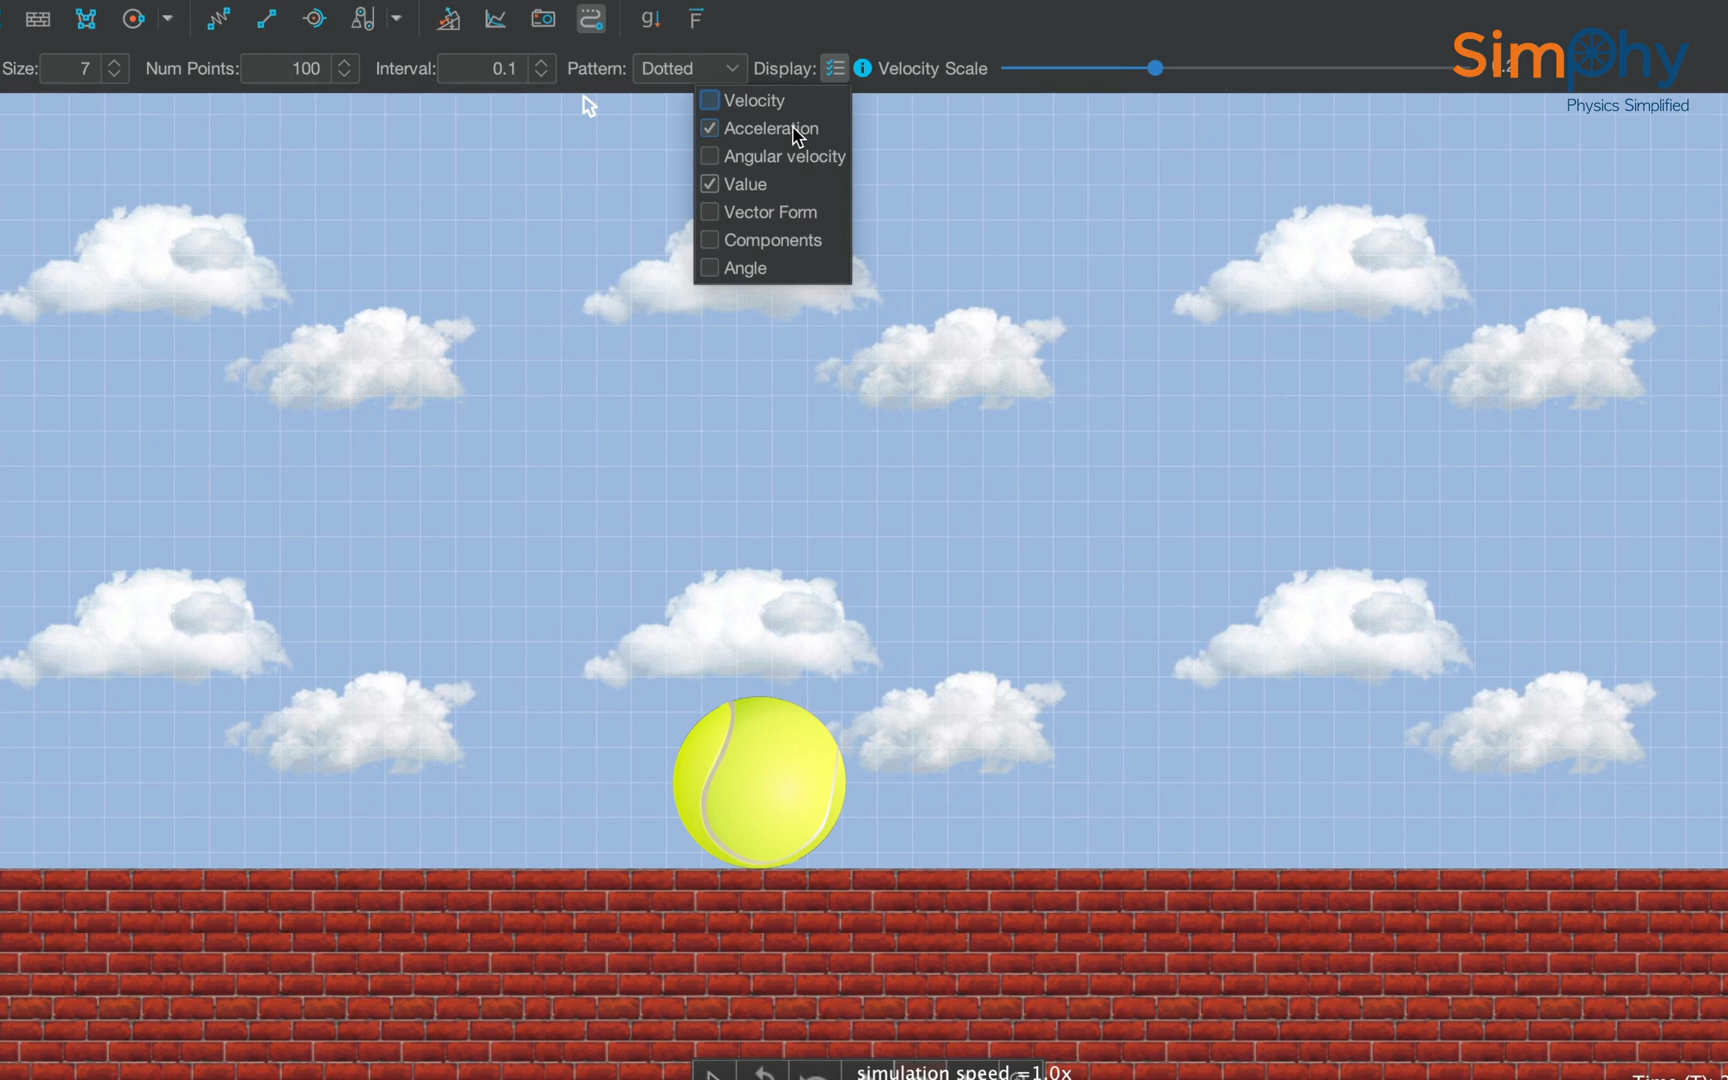 Size: 7 Num Points: 100 Interval: 0.1 Pattern: Dotted Display: Velocity Scale
SimPhy
Physics Simplified
Velocity
Acceleration
Angular velocity
Value
Vector Form
Components
Angle
simulation speed =1.0x